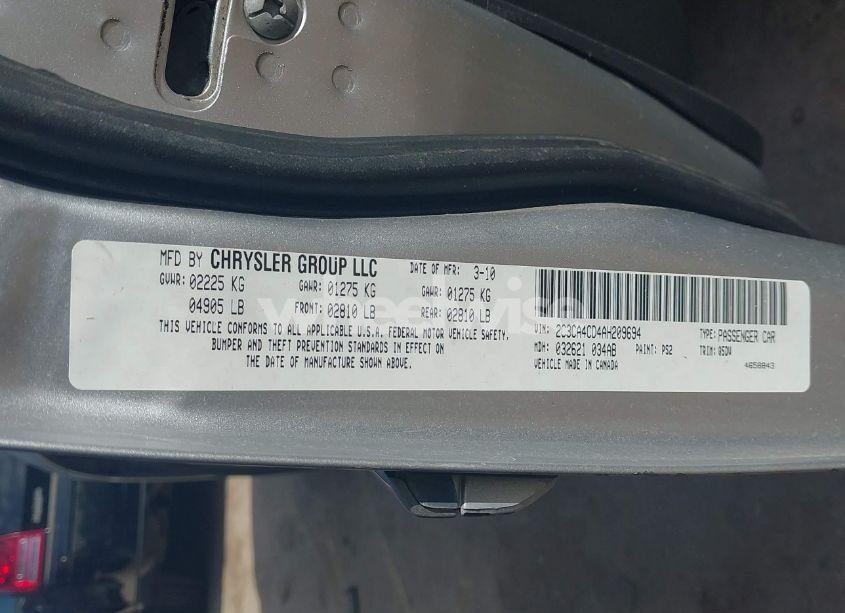 MFD BY CHRYSLER GROUP LLC DATE OF MFR: 3-10
GVWR: 02225 KG GAWR: 01275 KG GAWR: 01275 KG
04905 LB FRONT: 02810 LB REAR: 02810 LB
THIS VEHICLE CONFORMS TO ALL APPLICABLE U.S.A. FEDERAL MOTOR VEHICLE SAFETY,
BUMPER AND THEFT PREVENTION STANDARDS IN EFFECT ON
THE DATE OF MANUFACTURE SHOWN ABOVE.
VIN: 2C3CA4CD4AH209694 TYPE: PASSENGER CAR
MDH: 032621 034AB PAINT: PS2 TRIM: Q5DV
VEHICLE MADE IN CANADA 4658843